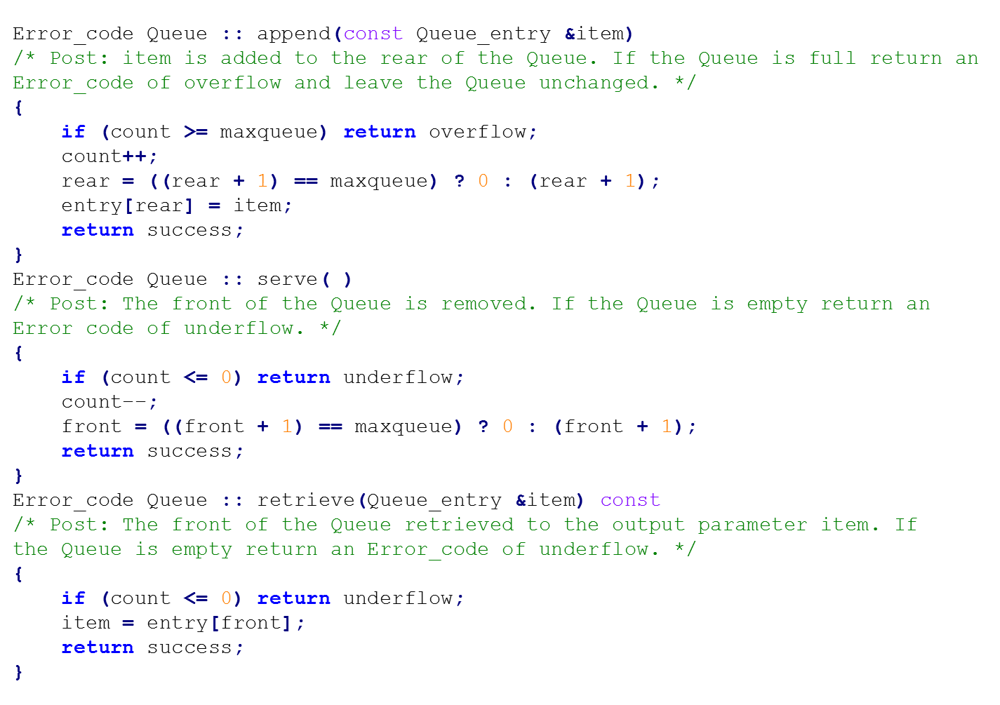 Error_code Queue :: append(const Queue_entry &item)
/* Post: item is added to the rear of the Queue. If the Queue is full return an
Error_code of overflow and leave the Queue unchanged. */
{
    if (count >= maxqueue) return overflow;
    count++;
    rear = ((rear + 1) == maxqueue) ? 0 : (rear + 1);
    entry[rear] = item;
    return success;
}
Error_code Queue :: serve( )
/* Post: The front of the Queue is removed. If the Queue is empty return an
Error code of underflow. */
{
    if (count <= 0) return underflow;
    count--;
    front = ((front + 1) == maxqueue) ? 0 : (front + 1);
    return success;
}
Error_code Queue :: retrieve(Queue_entry &item) const
/* Post: The front of the Queue retrieved to the output parameter item. If
the Queue is empty return an Error_code of underflow. */
{
    if (count <= 0) return underflow;
    item = entry[front];
    return success;
}